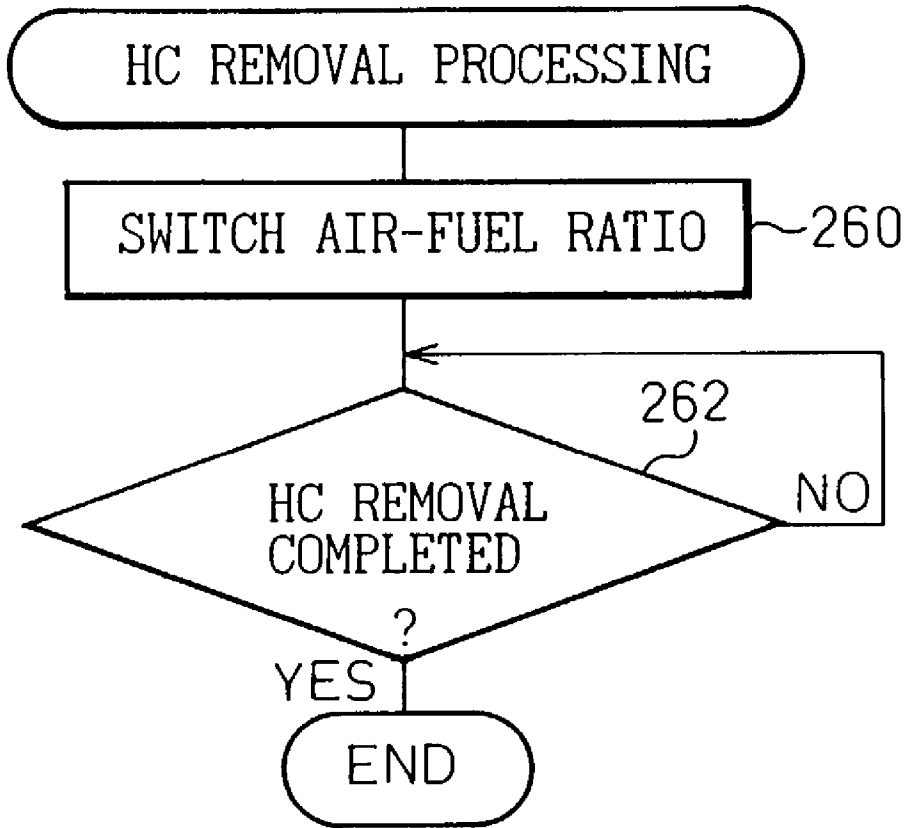 HC REMOVAL PROCESSING
SWITCH AIR-FUEL RATIO
260
262
HC REMOVAL
COMPLETED
?
NO
YES
END